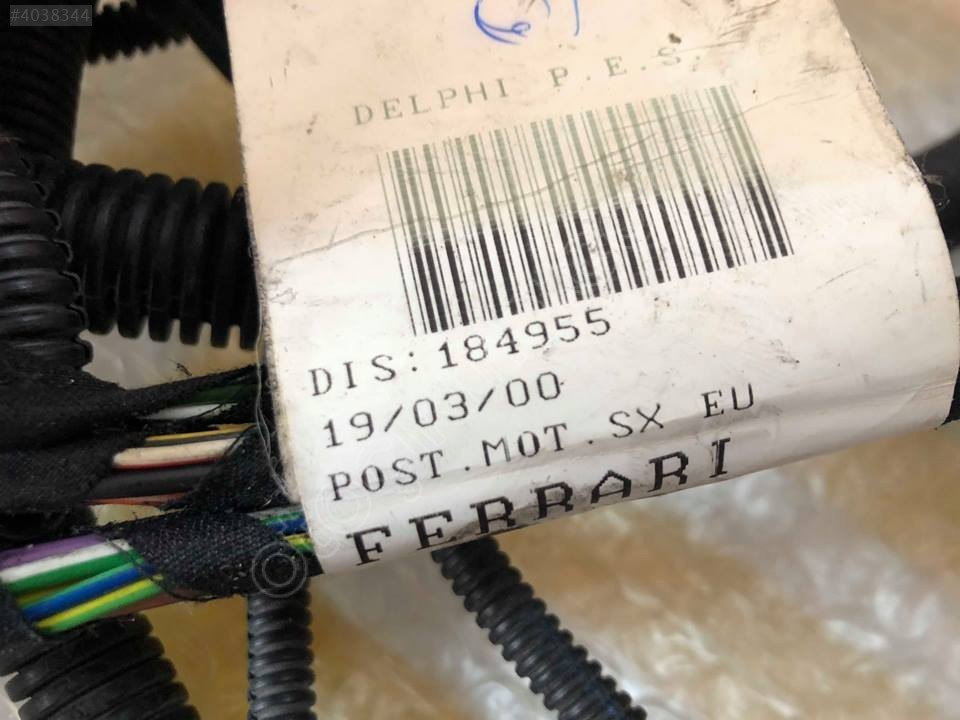 #4038344
DELPHI P.E.S.
DIS:184955
19/03/00
POST.MOT.SX EU
FERRARI